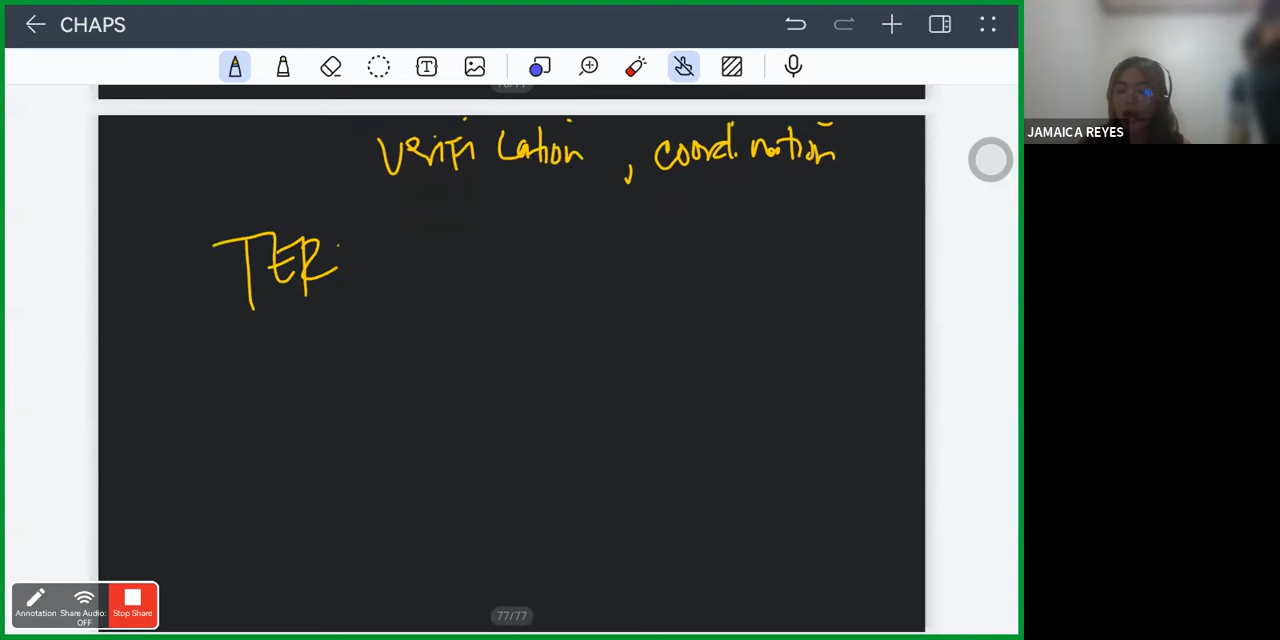 CHAPS
JAMAICA REYES
verification, coordination
TER
Annotation
Share Audio: OFF
Stop Share
77/77